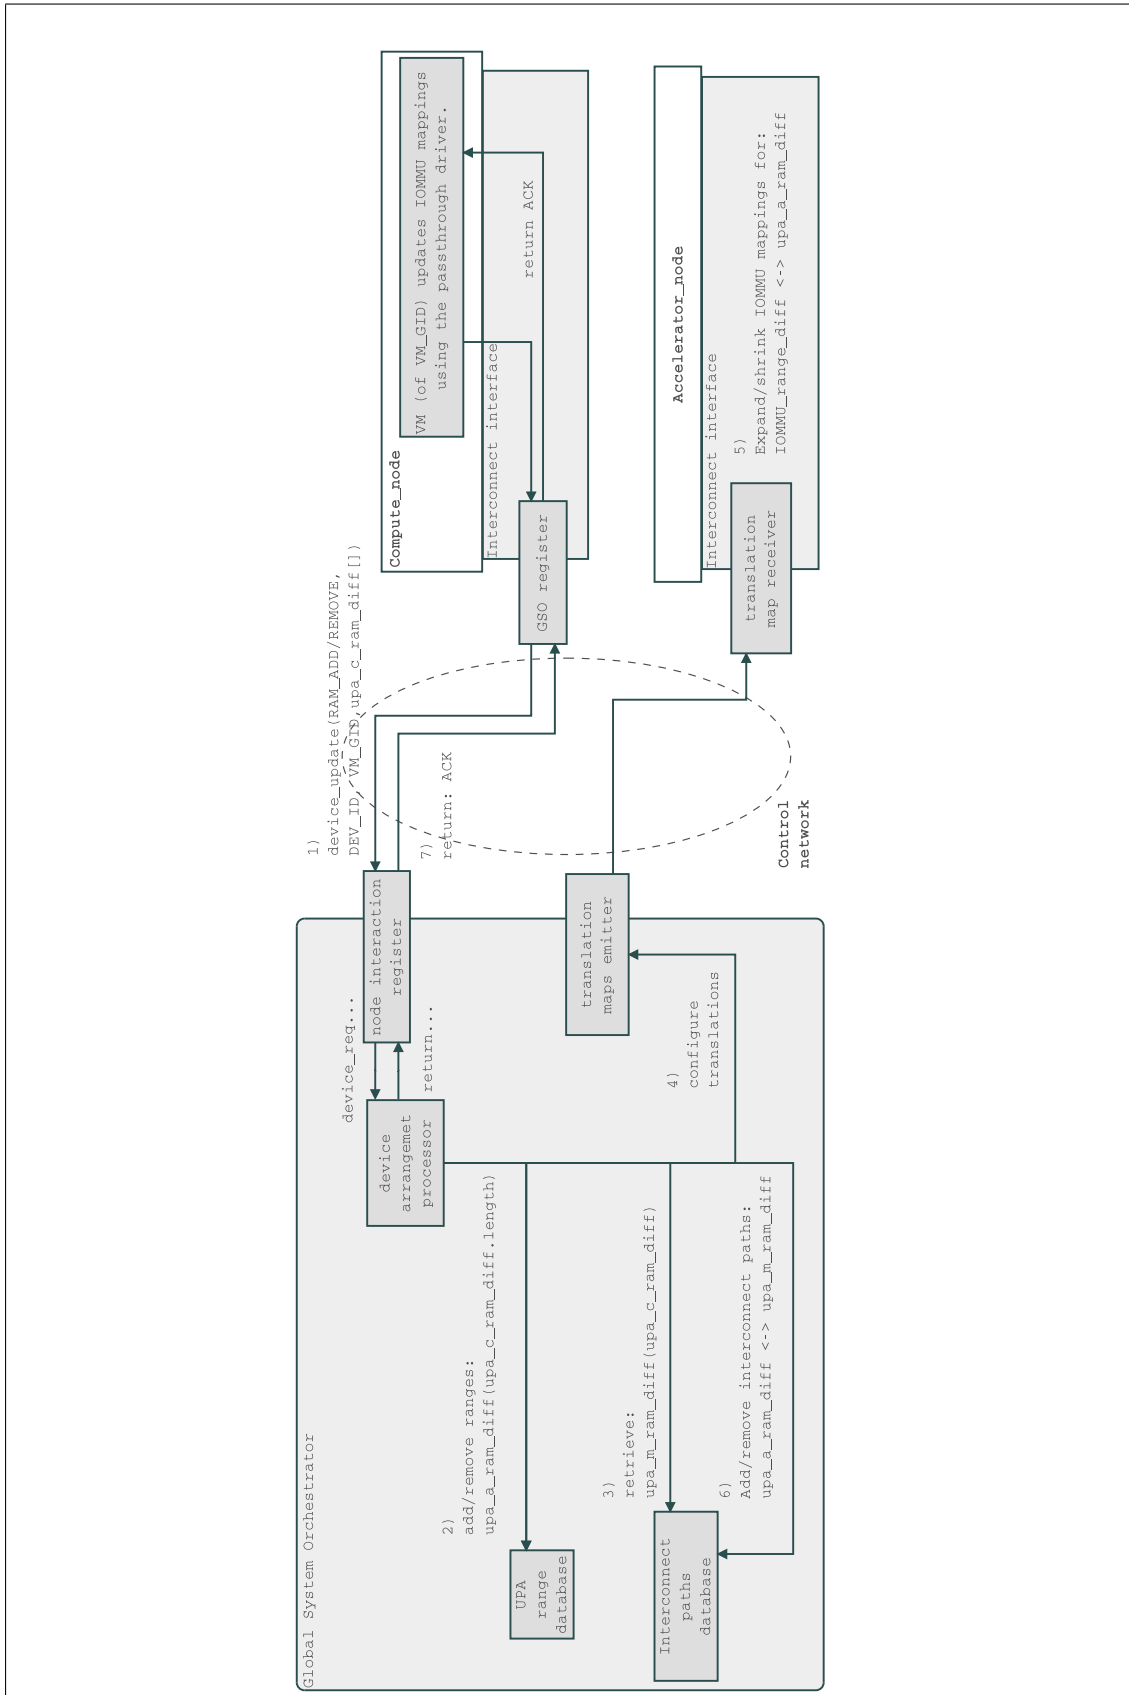 Global System Orchestrator
UPA
range
database
Interconnect
paths
database
2)
add/remove ranges:
upa_a_ram_diff(upa_c_ram_diff.length)
3)
retrieve:
upa_m_ram_diff(upa_c_ram_diff)
6)
Add/remove interconnect paths:
upa_a_ram_diff <-> upa_m_ram_diff
device
arrangemet
processor
device_req...
return...
node interaction
register
4)
configure
translations
translation
maps emitter
1)
device_update(RAM_ADD/REMOVE,
DEV_ID, VM_GID,upa_c_ram_diff[])
7)
return: ACK
Control
network
Compute_node
VM (of VM_GID) updates IOMMU mappings
using the passthrough driver.
Interconnect interface
GSO register
return ACK
Accelerator_node
Interconnect interface
translation
map receiver
5)
Expand/shrink IOMMU mappings for:
IOMMU_range_diff <-> upa_a_ram_diff